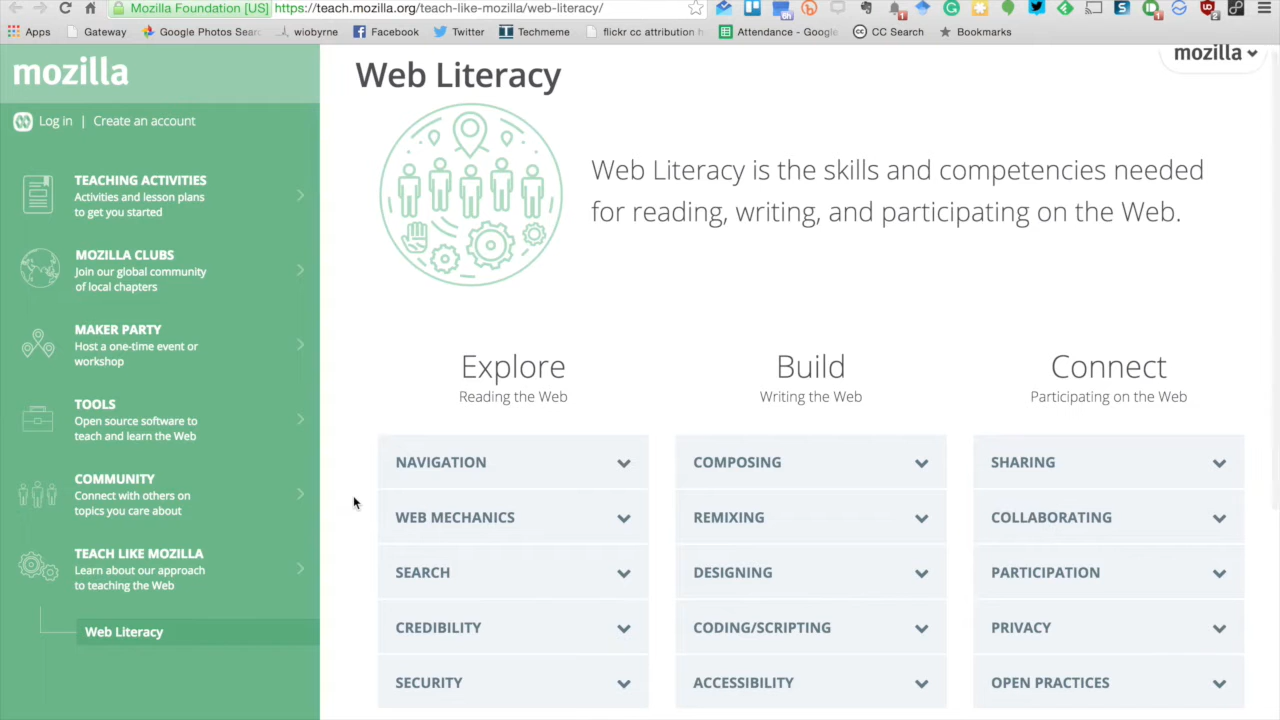 Mozilla Foundation [US] https://teach.mozilla.org/teach-like-mozilla/web-literacy/
Apps Gateway Google Photos Sear wiobyrne Facebook Twitter Techmeme flickr cc attribution Attendance - Google CC Search Bookmarks
mozilla
Log in | Create an account
TEACHING ACTIVITIES
Activities and lesson plans
to get you started
MOZILLA CLUBS
Join our global community
of local chapters
MAKER PARTY
Host a one-time event or
workshop
TOOLS
Open source software to
teach and learn the Web
COMMUNITY
Connect with others on
topics you care about
TEACH LIKE MOZILLA
Learn about our approach
to teaching the Web
Web Literacy
mozilla
Web Literacy
Web Literacy is the skills and competencies needed
for reading, writing, and participating on the Web.
Explore
Reading the Web
NAVIGATION
WEB MECHANICS
SEARCH
CREDIBILITY
SECURITY
Build
Writing the Web
COMPOSING
REMIXING
DESIGNING
CODING/SCRIPTING
ACCESSIBILITY
Connect
Participating on the Web
SHARING
COLLABORATING
PARTICIPATION
PRIVACY
OPEN PRACTICES